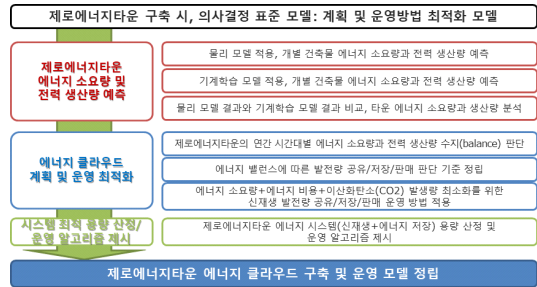 제로에너지타운 구축 시, 의사결정 표준 모델: 계획 및 운영방법 최적화 모델
제로에너지타운
에너지 소요량 및
전력 생산량 예측
물리 모델 적용, 개별 건축물 에너지 소요량과 전력 생산량 예측
기계학습 모델 적용, 개별 건축물 에너지 소요량과 전력 생산량 예측
물리 모델 결과와 기계학습 모델 결과 비교, 타운 에너지 소요량과 생산량 분석
에너지 클라우드
계획 및 운영 최적화
제로에너지타운의 연간 시간대별 에너지 소요량과 전력 생산량 수지(balance) 판단
에너지 밸런스에 따른 발전량 공유/저장/판매 판단 기준 정립
에너지 소요량+에너지 비용+이산화탄소(CO2) 발생량 최소화를 위한
신재생 발전량 공유/저장/판매 운영 방법 적용
시스템 최적 용량 산정/
운영 알고리즘 제시
제로에너지타운 에너지 시스템(신재생+에너지 저장) 용량 산정 및
운영 알고리즘 제시
제로에너지타운 에너지 클라우드 구축 및 운영 모델 정립